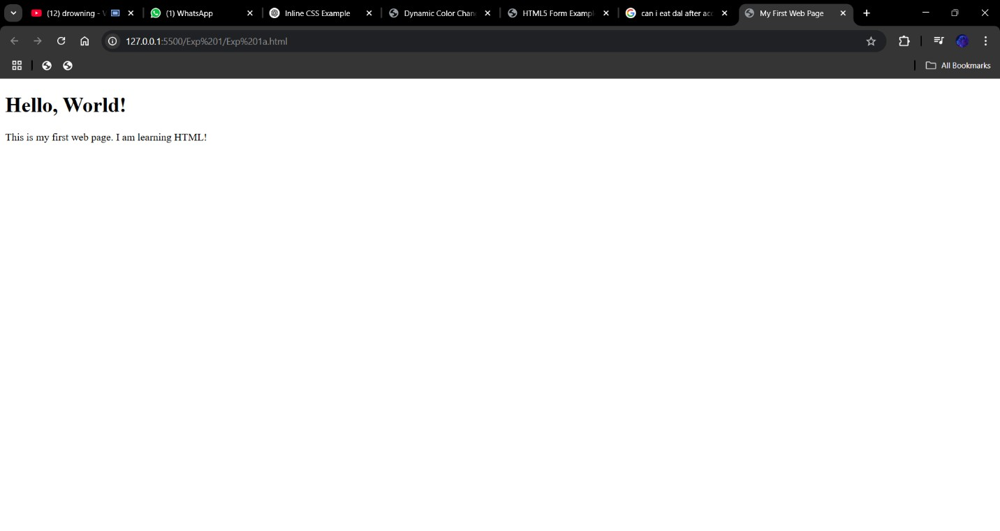 (12) drowning -
(1) WhatsApp
Inline CSS Example
Dynamic Color Chan
HTML5 Form Exampl
can i eat dal after acc
My First Web Page
127.0.0.1:5500/Exp%201/Exp%201a.html
All Bookmarks
Hello, World!
This is my first web page. I am learning HTML!